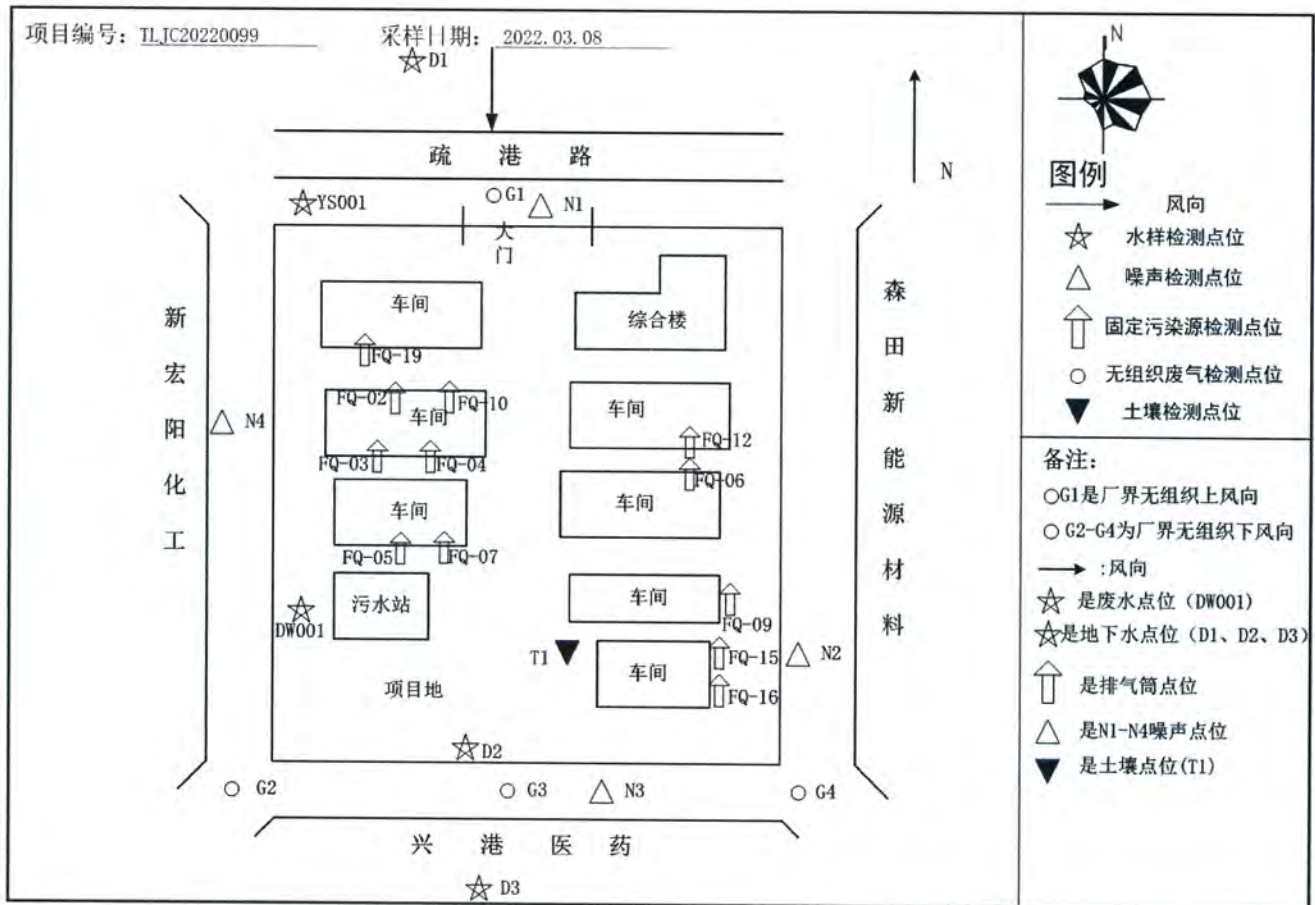 项目编号：TLJC20220099 采样日期：2022.03.08
D1
疏港路
N
YS001
G1
N1
大门
车间
FQ-19
综合楼
新宏阳化工
森田新能源材料
FQ-02
FQ-10
车间
FQ-03
FQ-04
车间
FQ-12
FQ-06
车间
N4
车间
FQ-05
FQ-07
污水站
DW001
车间
FQ-09
T1
车间
FQ-15
FQ-16
N2
项目地
D2
G2
G3
N3
G4
兴港医药
D3
N
图例
风向
水样检测点位
噪声检测点位
固定污染源检测点位
无组织废气检测点位
土壤检测点位
备注：
G1是厂界无组织上风向
G2-G4为厂界无组织下风向
:风向
是废水点位（DW001）
是地下水点位（D1、D2、D3）
是排气筒点位
是N1-N4噪声点位
是土壤点位(T1)